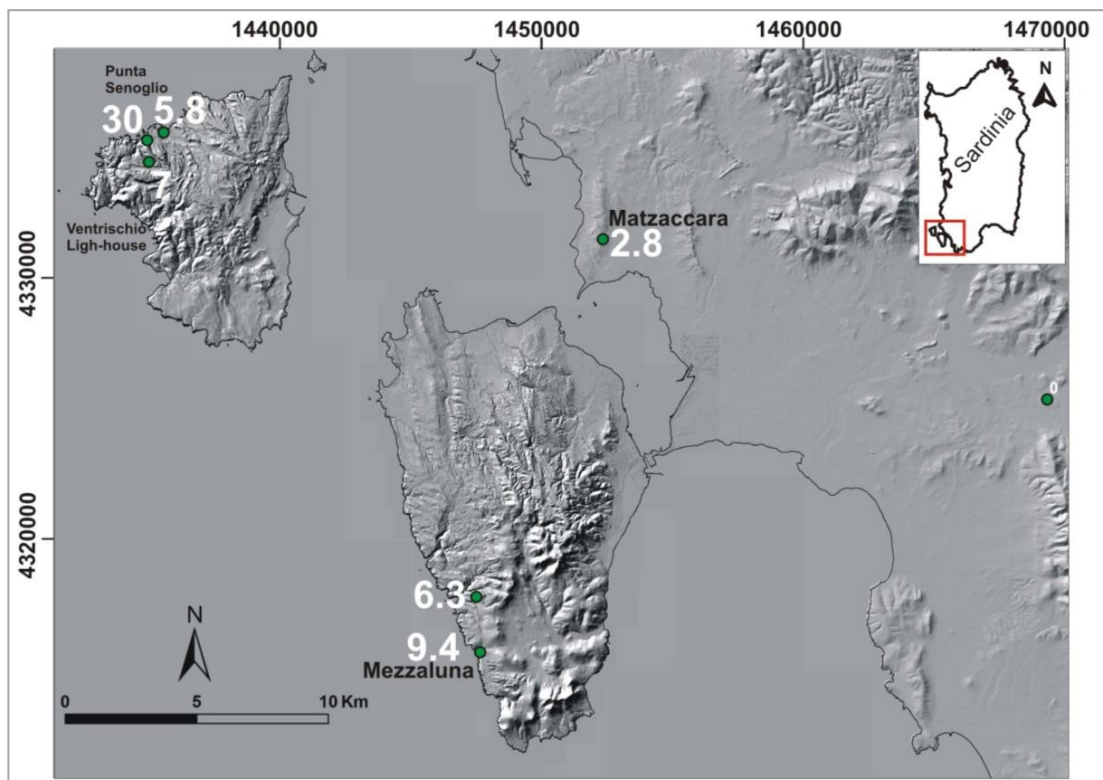 1440000
1450000
1460000
1470000
Punta
Senoglio
30
5.8
7
Ventrischio
Ligh-house
N
Sardinia
Matzaccara
2.8
4330000
0
4320000
6.3
9.4
Mezzaluna
N
0
5
10 Km